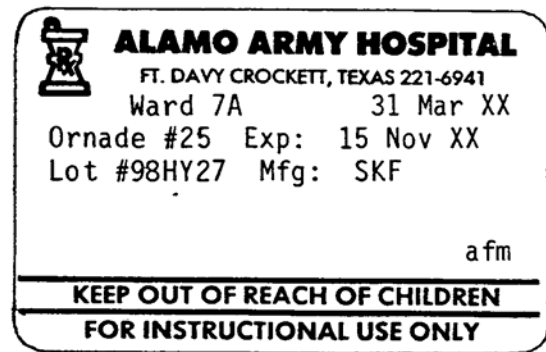 ALAMO ARMY HOSPITAL
FT. DAVY CROCKETT, TEXAS 221-6941
Ward 7A 31 Mar XX
Ornade #25 Exp: 15 Nov XX
Lot #98HY27 Mfg: SKF
afm
KEEP OUT OF REACH OF CHILDREN
FOR INSTRUCTIONAL USE ONLY